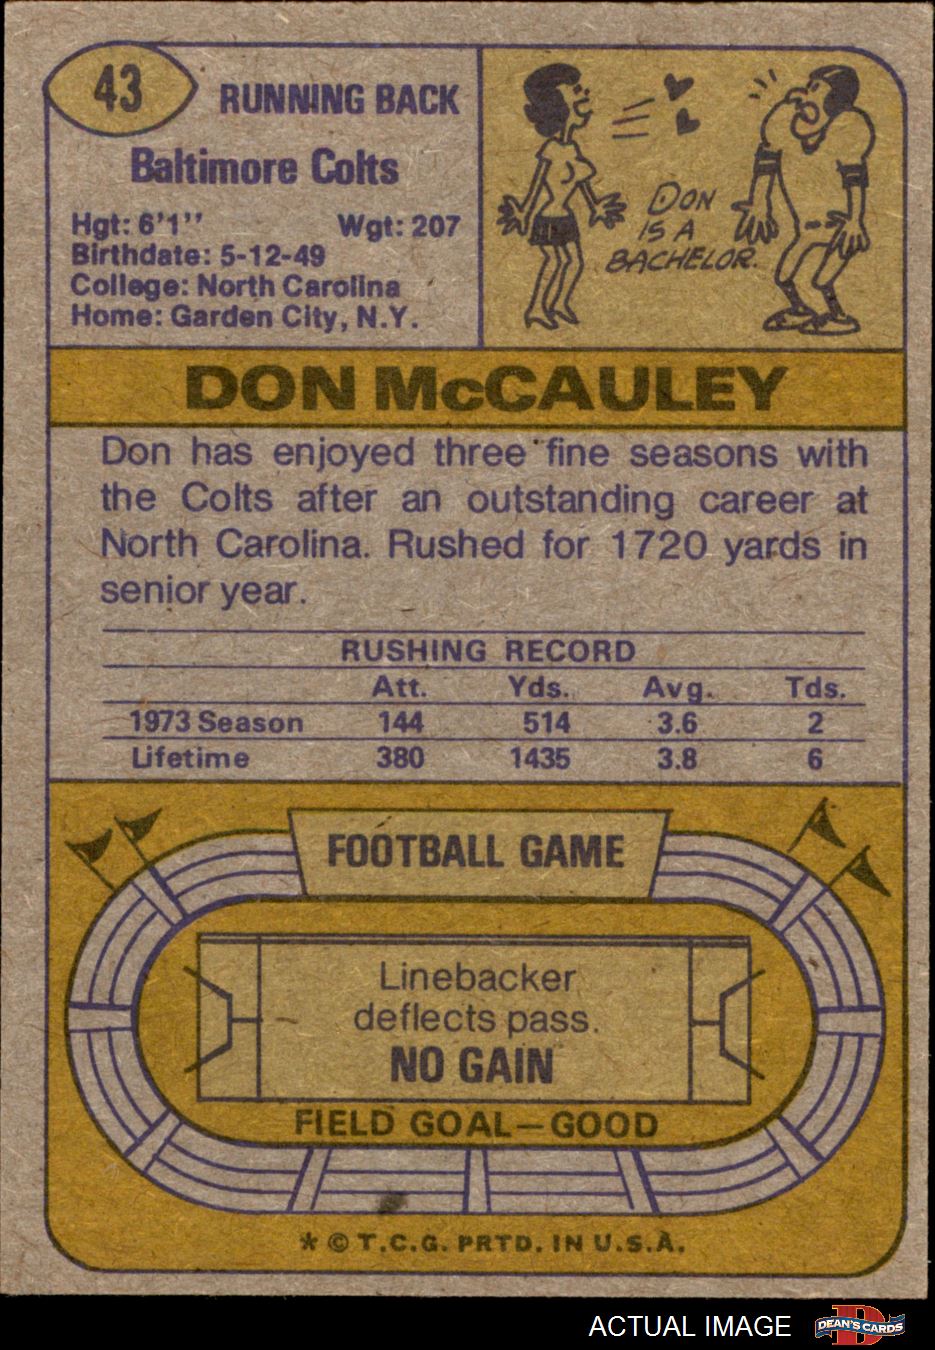 43
RUNNING BACK
Baltimore Colts
Hgt: 6'1" Wgt: 207
Birthdate: 5-12-49
College: North Carolina
Home: Garden City, N.Y.
DON
IS A
BACHELOR.
DON McCAULEY
Don has enjoyed three fine seasons with
the Colts after an outstanding career at
North Carolina. Rushed for 1720 yards in
senior year.
RUSHING RECORD
Att. Yds. Avg. Tds.
1973 Season 144 514 3.6 2
Lifetime 380 1435 3.8 6
FOOTBALL GAME
Linebacker
deflects pass.
NO GAIN
FIELD GOAL—GOOD
* © T.C.G. PRTD. IN U.S.A.
ACTUAL IMAGE
DEAN'S CARDS